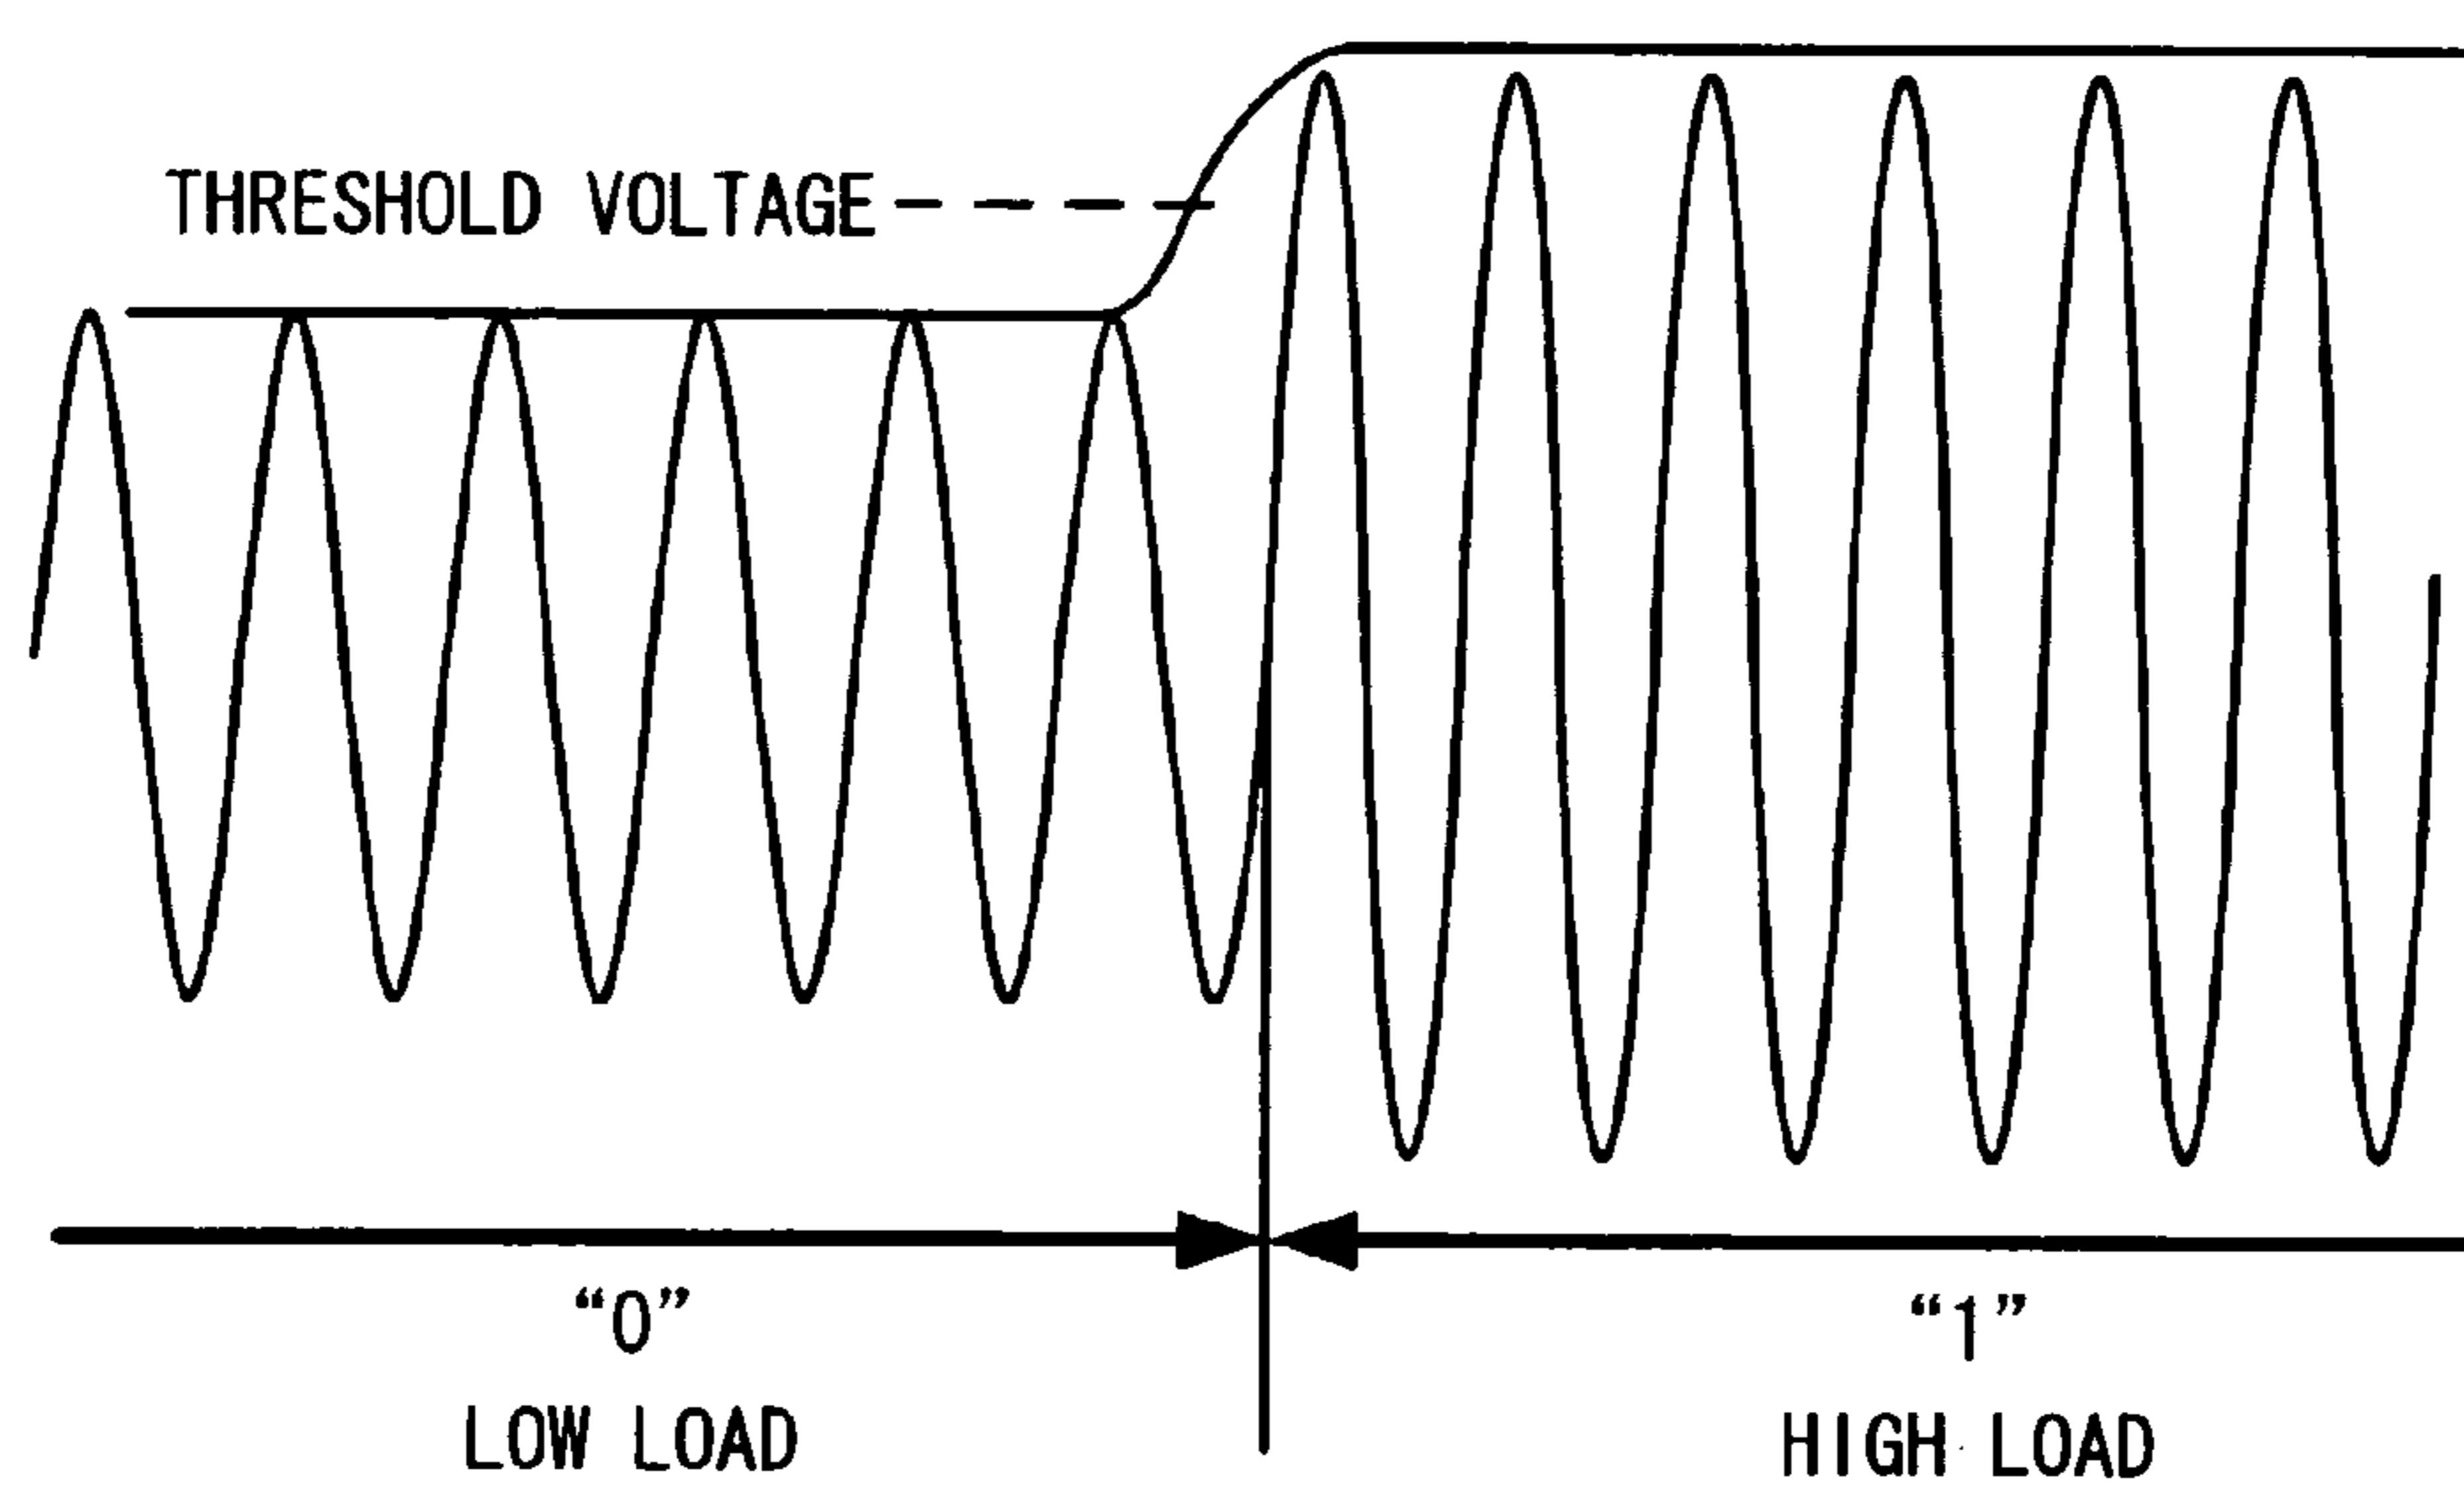 THRESHOLD VOLTAGE
“0”
“1”
LOW LOAD
HIGH LOAD